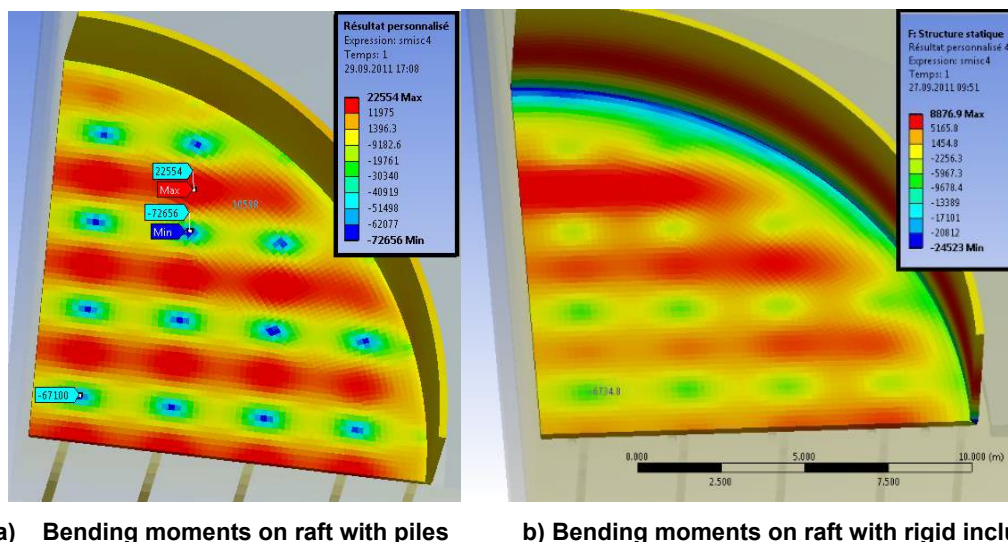 Résultat personnalisé
Expression: smisc4
Temps: 1
29.09.2011 17:08
22554 Max
11975
1396.3
-9182.6
-19761
-30340
-40919
-51498
-62077
-72656 Min
22554
Max
10598
-72656
Min
-67100
F: Structure statique
Résultat personnalisé 4
Expression: smisc4
Temps: 1
27.09.2011 09:51
8876.9 Max
5165.8
1454.8
-2256.3
-5967.3
-9678.4
-13389
-17101
-20812
-24523 Min
-6734.8
0.000 5.000 10.000 (m)
2.500 7.500
a) Bending moments on raft with piles
b) Bending moments on raft with rigid inclu